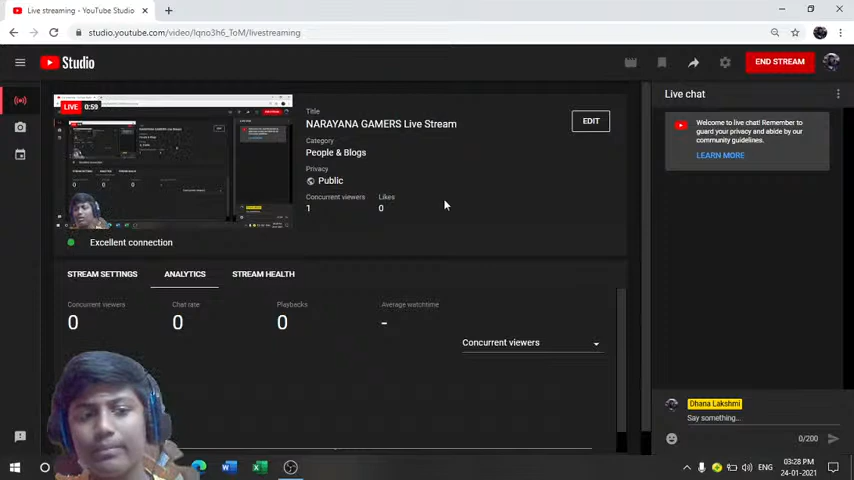 Live streaming - YouTube Studio
studio.youtube.com/video/Iqno3h6_ToM/livestreaming
Studio
END STREAM
LIVE 0:59
Title
NARAYANA GAMERS Live Stream
EDIT
Category
People & Blogs
Privacy
Public
Concurrent viewers
Likes
1
0
Excellent connection
STREAM SETTINGS
ANALYTICS
STREAM HEALTH
Concurrent viewers
Chat rate
Playbacks
Average watchtime
0
0
0
-
Concurrent viewers
Live chat
Welcome to live chat! Remember to
guard your privacy and abide by our
community guidelines.
LEARN MORE
Dhana Lakshmi
Say something...
0/200
ENG
03:28 PM
24-01-2021